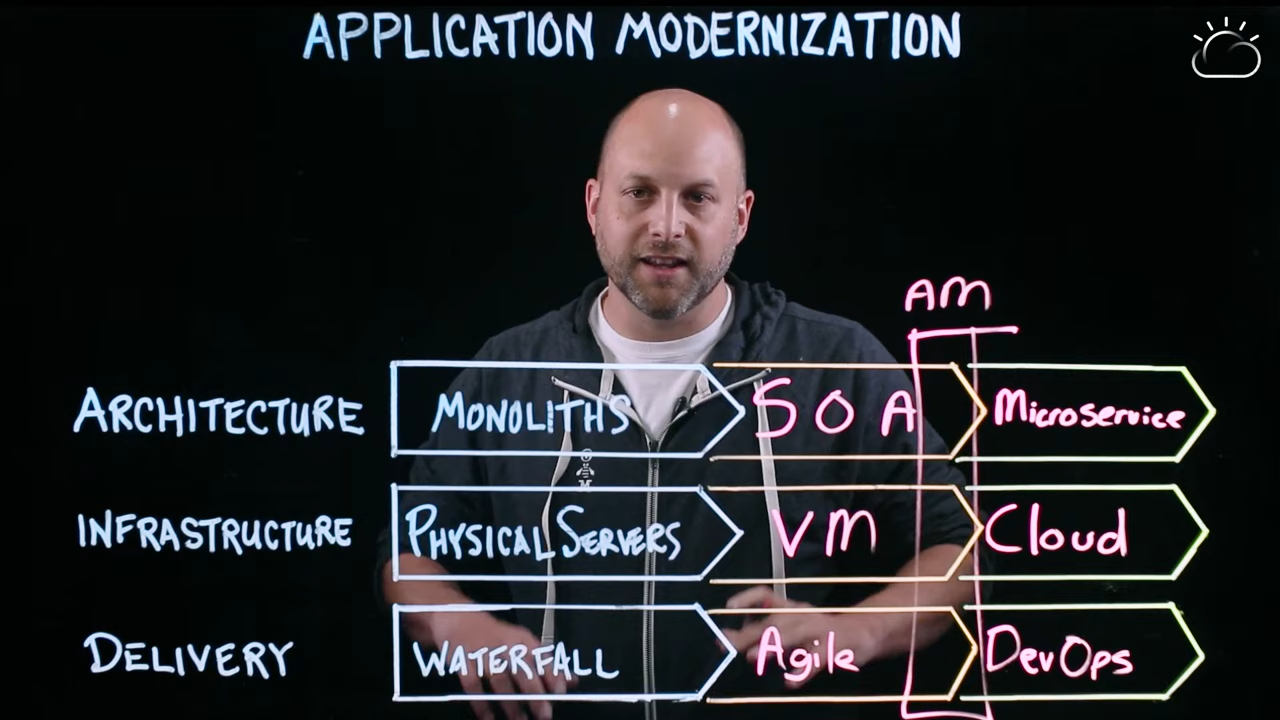 APPLICATION MODERNIZATION
AM
ARCHITECTURE MONOLITHS SOA Microservice
INFRASTRUCTURE PHYSICAL SERVERS VM Cloud
DELIVERY WATERFALL Agile DevOps